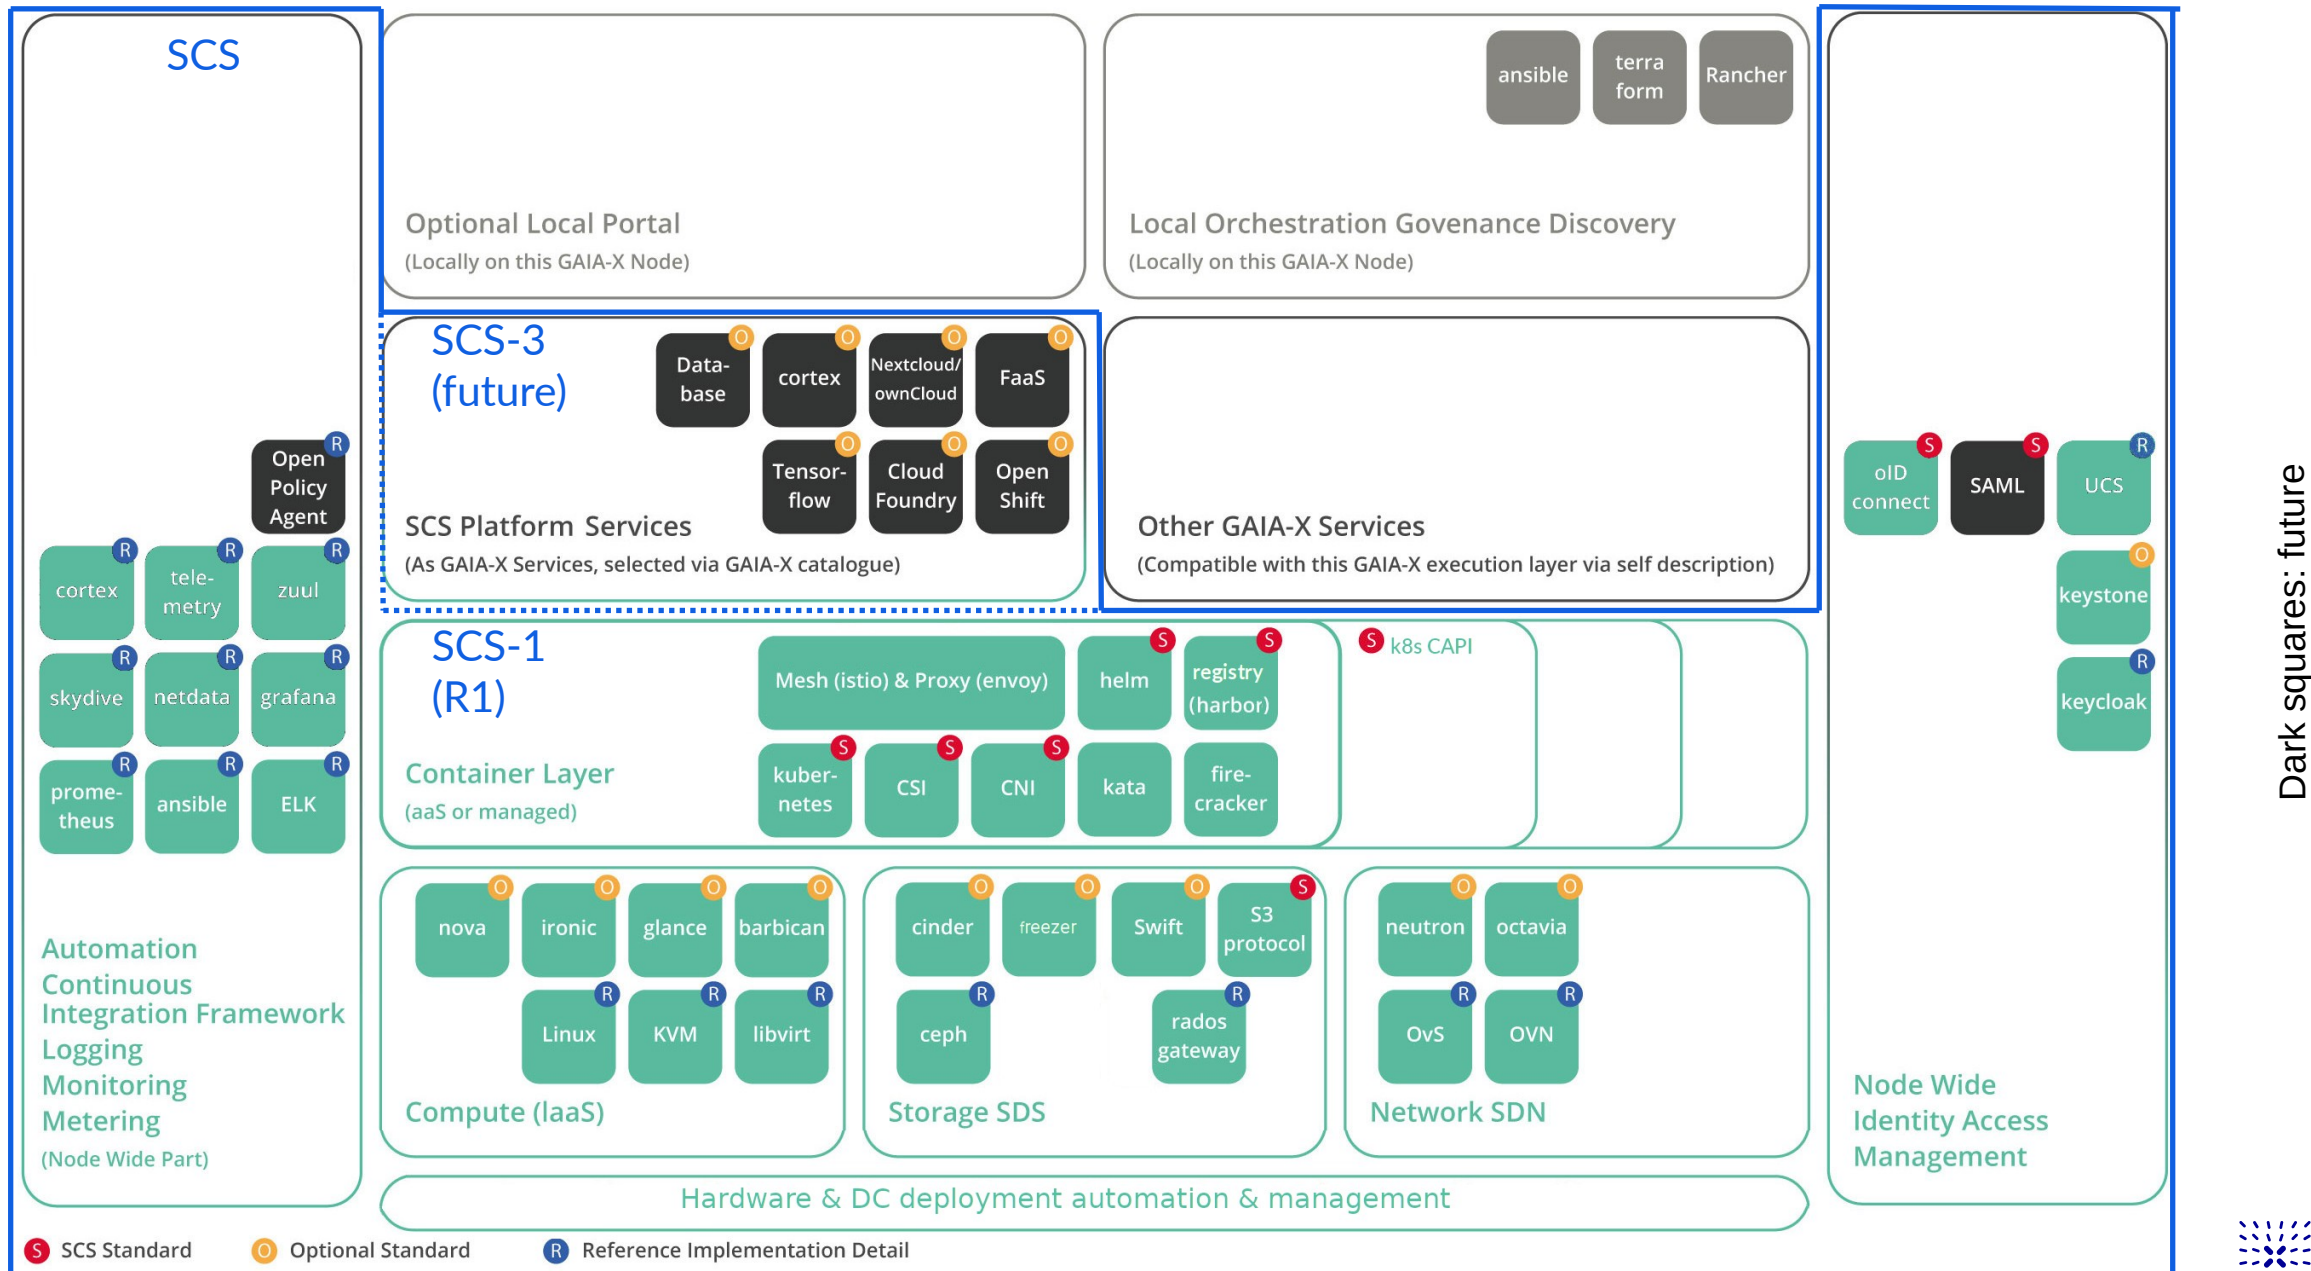 SCS
Optional Local Portal
(Locally on this GAIA-X Node)
ansible
terra
form
Rancher
Local Orchestration Govenance Discovery
(Locally on this GAIA-X Node)
SCS-3
(future)
O
Data-
base
O
cortex
O
Nextcloud/
ownCloud
O
FaaS
O
Tensor-
flow
O
Cloud
Foundry
O
Open
Shift
SCS Platform Services
(As GAIA-X Services, selected via GAIA-X catalogue)
Other GAIA-X Services
(Compatible with this GAIA-X execution layer via self description)
R
Open
Policy
Agent
R
cortex
R
tele-
metry
R
zuul
R
skydive
R
netdata
R
grafana
R
prome-
theus
R
ansible
R
ELK
Automation
Continuous
Integration Framework
Logging
Monitoring
Metering
(Node Wide Part)
SCS-1
(R1)
Mesh (istio) & Proxy (envoy)
S
helm
S
registry
(harbor)
S k8s CAPI
S
kuber-
netes
S
CSI
S
CNI
kata
fire-
cracker
Container Layer
(aaS or managed)
O
nova
O
ironic
O
glance
O
barbican
R
Linux
R
KVM
R
libvirt
Compute (IaaS)
O
cinder
O
freezer
O
Swift
S
S3
protocol
R
ceph
R
rados
gateway
Storage SDS
O
neutron
O
octavia
R
OvS
R
OVN
Network SDN
S
oID
connect
S
SAML
R
UCS
O
keystone
R
keycloak
Node Wide
Identity Access
Management
Hardware & DC deployment automation & management
S SCS Standard
O Optional Standard
R Reference Implementation Detail
Dark squares: future